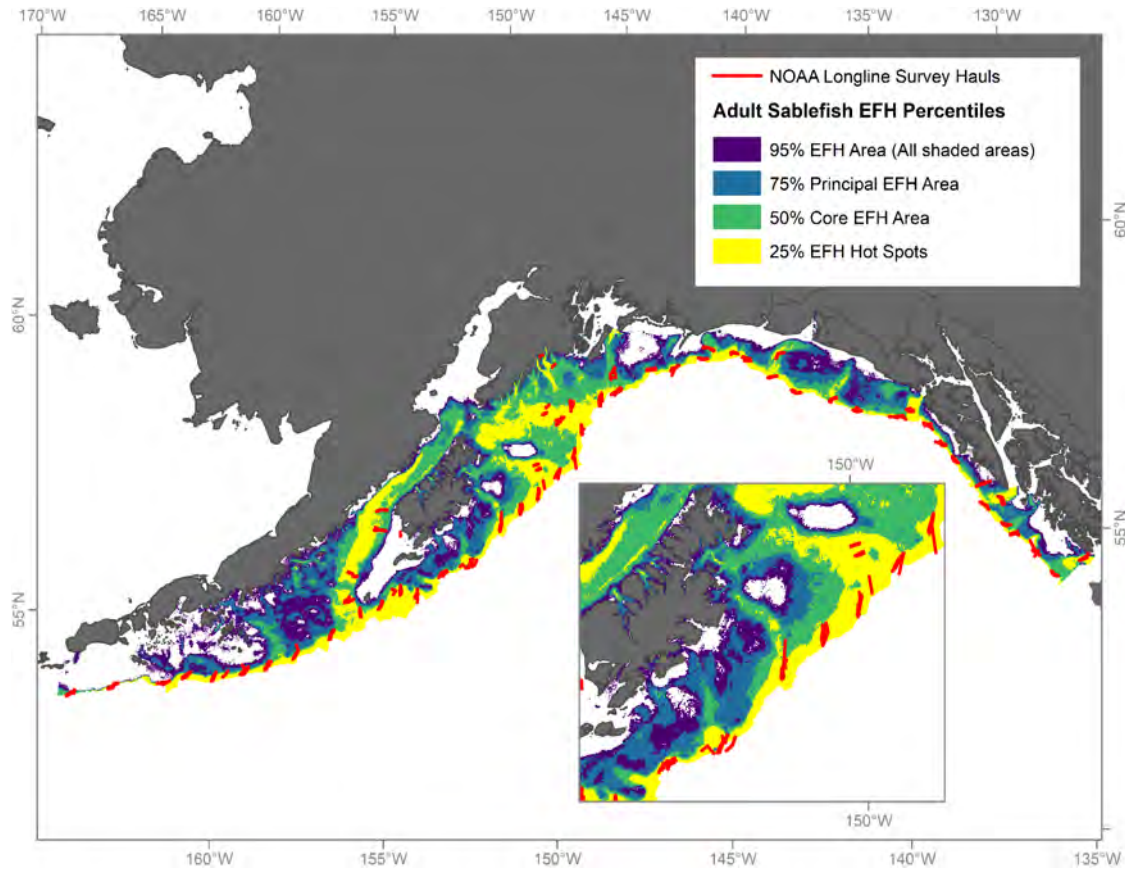 170°W 165°W 160°W 155°W 150°W 145°W 140°W 135°W 130°W
NOAA Longline Survey Hauls
Adult Sablefish EFH Percentiles
95% EFH Area (All shaded areas)
75% Principal EFH Area
50% Core EFH Area
25% EFH Hot Spots
60°N
60°N
150°W
55°N
55°N
150°W
160°W 155°W 150°W 145°W 140°W 135°W